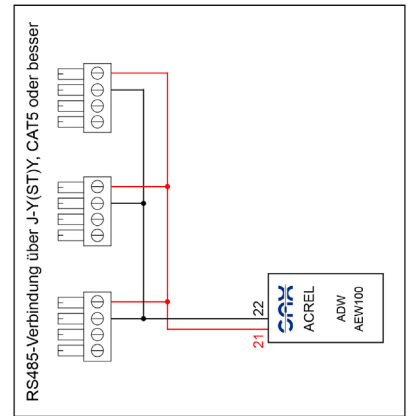 RS485-Verbindung über J-Y(ST)Y, CAT5 oder besser
21
22
SAX
ACREL
ADW
AEW100